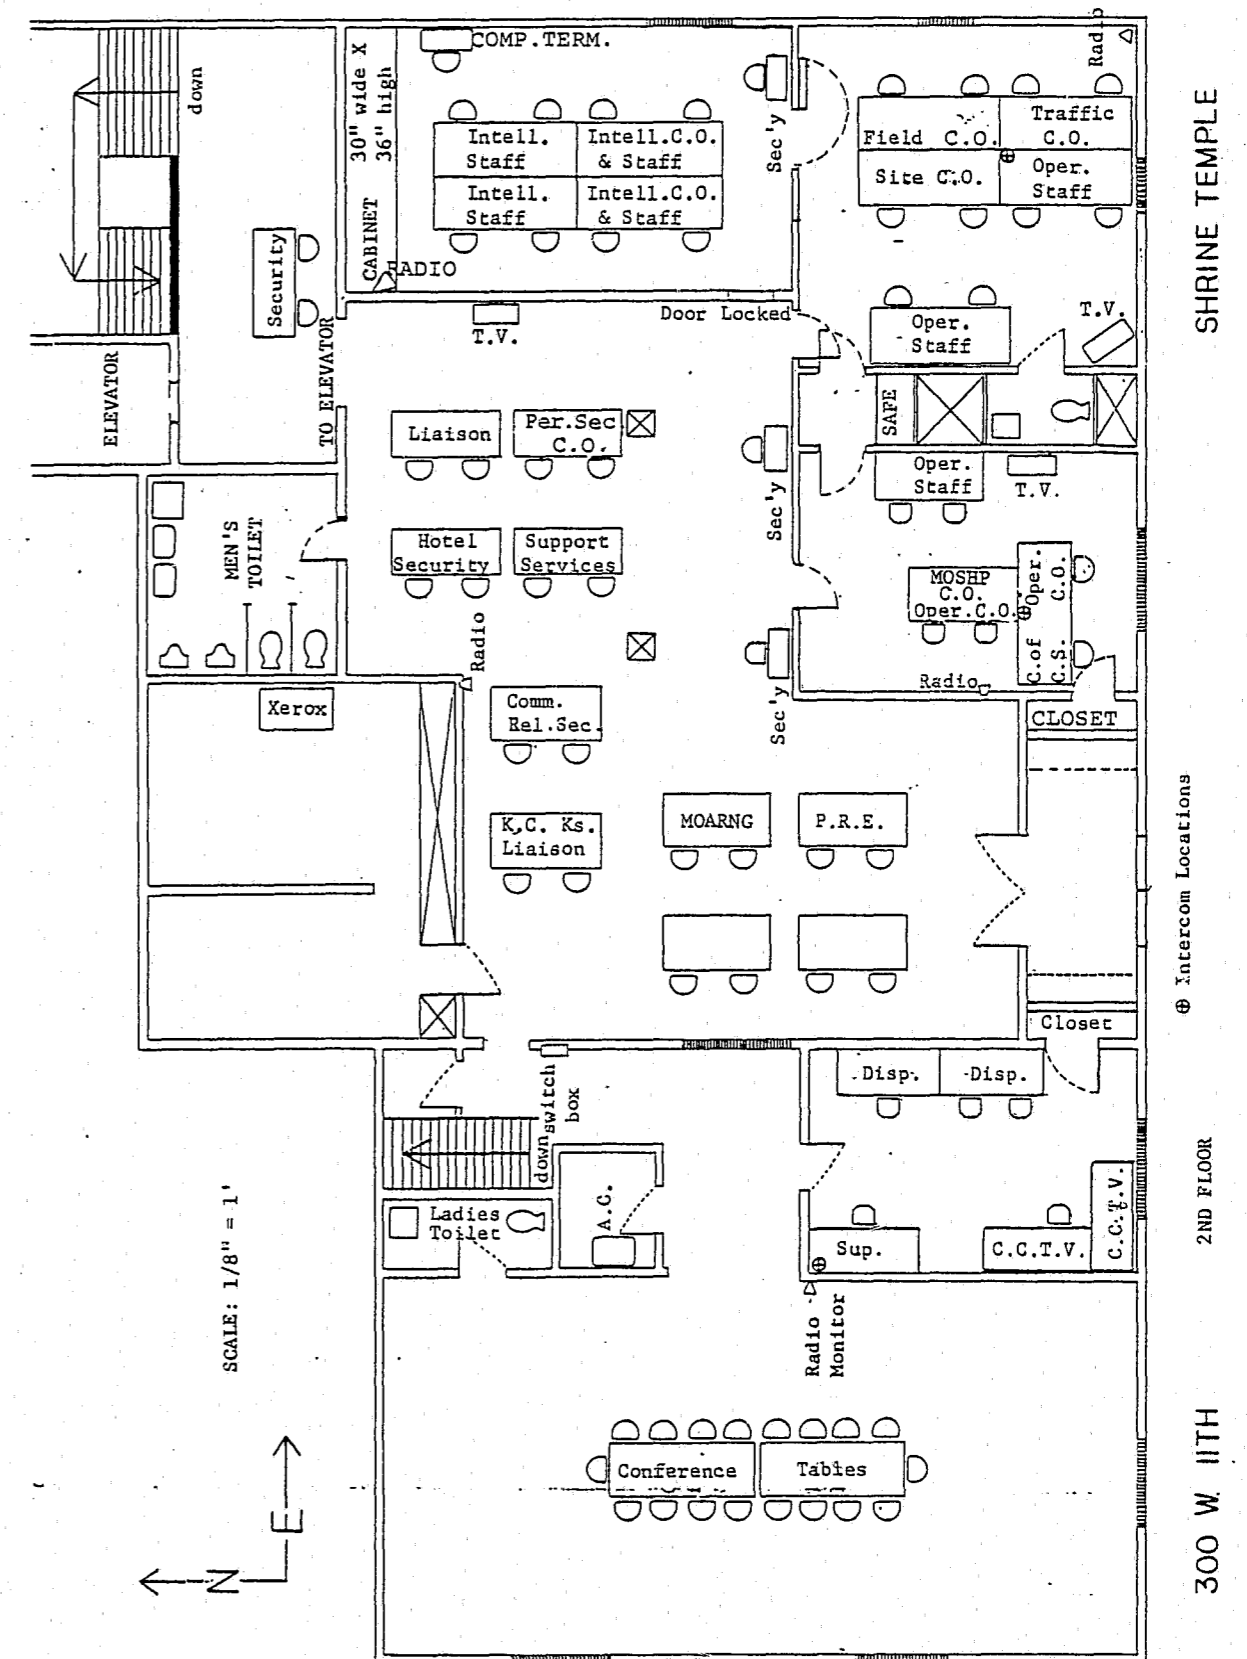 COMP.TERM.
Radio
down
30" wide X
36" high
CABINET
RADIO
Intell.
Staff
Intell.C.O.
& Staff
Intell.
Staff
Intell.C.O.
& Staff
Sec'y
Field C.O.
Traffic
C.O.
Site C.O.
Oper.
Staff
SHRINE TEMPLE
Security
T.V.
Door Locked
Oper.
Staff
T.V.
ELEVATOR
TO ELEVATOR
SAFE
Liaison
Per.Sec
C.O.
Sec'y
Oper.
Staff
T.V.
MEN'S
TOILET
Hotel
Security
Support
Services
MOSHP
C.O.
Oper.C.O.
Oper.
C.O.
C.of
C.S.
Radio
Sec'y
Radio
CLOSET
Xerox
Comm.
Rel.Sec.
K.C. Ks.
Liaison
MOARNG
P.R.E.
⊕ Intercom Locations
Closet
switch
box
down
Disp.
Disp.
Ladies
Toilet
A.C.
Sup.
C.C.T.V.
C.C.T.V.
2ND FLOOR
SCALE: 1/8" = 1'
Radio
Monitor
Conference
Tables
N
E
300 W. 11TH